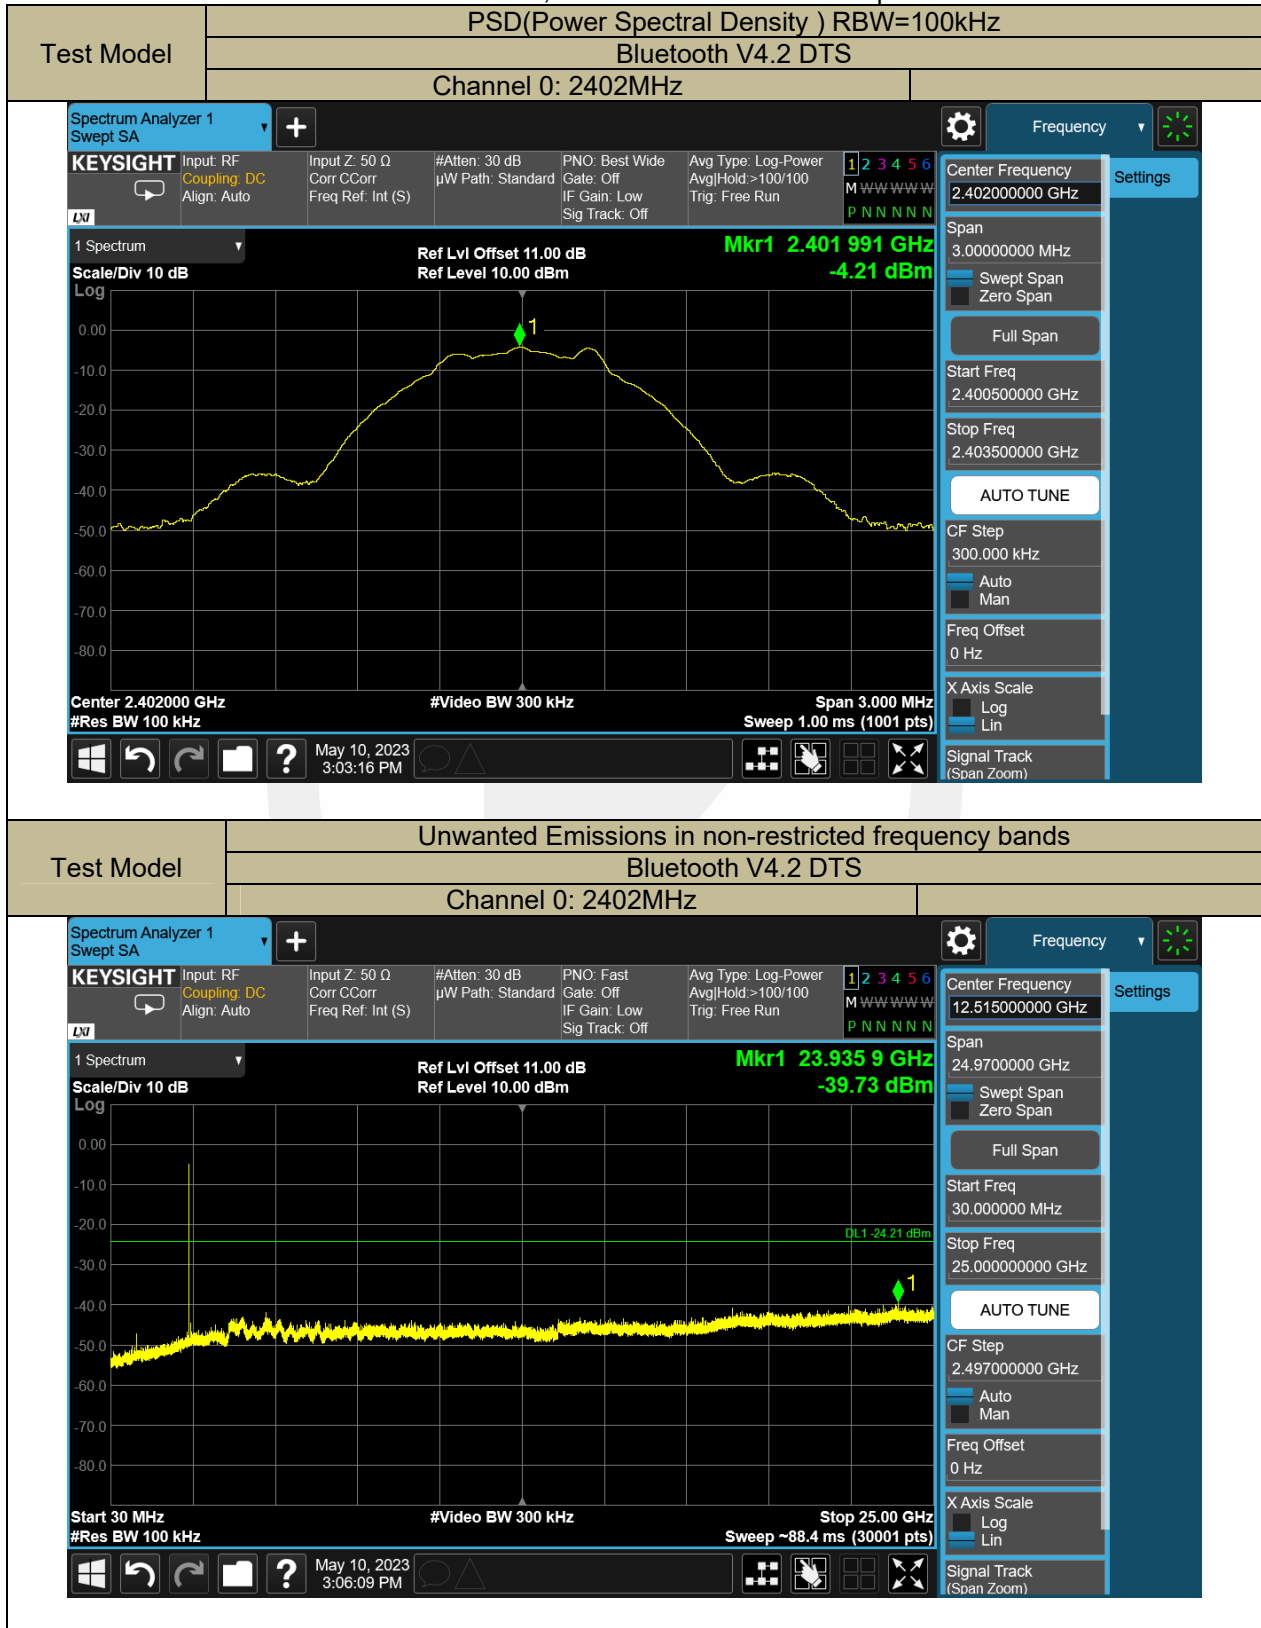 PSD(Power Spectral Density ) RBW=100kHz
Test Model
Bluetooth V4.2 DTS
Channel 0: 2402MHz
Spectrum Analyzer 1
Swept SA
Frequency
KEYSIGHT
Input: RF
Coupling: DC
Align: Auto
Input Z: 50 Ω
Corr CCorr
Freq Ref: Int (S)
#Atten: 30 dB
µW Path: Standard
PNO: Best Wide
Gate: Off
IF Gain: Low
Sig Track: Off
Avg Type: Log-Power
Avg|Hold:>100/100
Trig: Free Run
1 2 3 4 5 6
M W W W W W
P N N N N N
LXI
1 Spectrum
Scale/Div 10 dB
Log
Ref Lvl Offset 11.00 dB
Ref Level 10.00 dBm
Mkr1 2.401 991 GHz
-4.21 dBm
1
0.00
-10.0
-20.0
-30.0
-40.0
-50.0
-60.0
-70.0
-80.0
Center 2.402000 GHz
#Res BW 100 kHz
#Video BW 300 kHz
Span 3.000 MHz
Sweep 1.00 ms (1001 pts)
May 10, 2023
3:03:16 PM
Center Frequency
2.402000000 GHz
Settings
Span
3.00000000 MHz
Swept Span
Zero Span
Full Span
Start Freq
2.400500000 GHz
Stop Freq
2.403500000 GHz
AUTO TUNE
CF Step
300.000 kHz
Auto
Man
Freq Offset
0 Hz
X Axis Scale
Log
Lin
Signal Track
(Span Zoom)
Unwanted Emissions in non-restricted frequency bands
Test Model
Bluetooth V4.2 DTS
Channel 0: 2402MHz
Spectrum Analyzer 1
Swept SA
Frequency
KEYSIGHT
Input: RF
Coupling: DC
Align: Auto
Input Z: 50 Ω
Corr CCorr
Freq Ref: Int (S)
#Atten: 30 dB
µW Path: Standard
PNO: Fast
Gate: Off
IF Gain: Low
Sig Track: Off
Avg Type: Log-Power
Avg|Hold:>100/100
Trig: Free Run
1 2 3 4 5 6
M W W W W W
P N N N N N
LXI
1 Spectrum
Scale/Div 10 dB
Log
Ref Lvl Offset 11.00 dB
Ref Level 10.00 dBm
Mkr1 23.935 9 GHz
-39.73 dBm
0.00
-10.0
-20.0
DL1 -24.21 dBm
-30.0
1
-40.0
-50.0
-60.0
-70.0
-80.0
Start 30 MHz
#Res BW 100 kHz
#Video BW 300 kHz
Stop 25.00 GHz
Sweep ~88.4 ms (30001 pts)
May 10, 2023
3:06:09 PM
Center Frequency
12.515000000 GHz
Settings
Span
24.9700000 GHz
Swept Span
Zero Span
Full Span
Start Freq
30.000000 MHz
Stop Freq
25.000000000 GHz
AUTO TUNE
CF Step
2.497000000 GHz
Auto
Man
Freq Offset
0 Hz
X Axis Scale
Log
Lin
Signal Track
(Span Zoom)